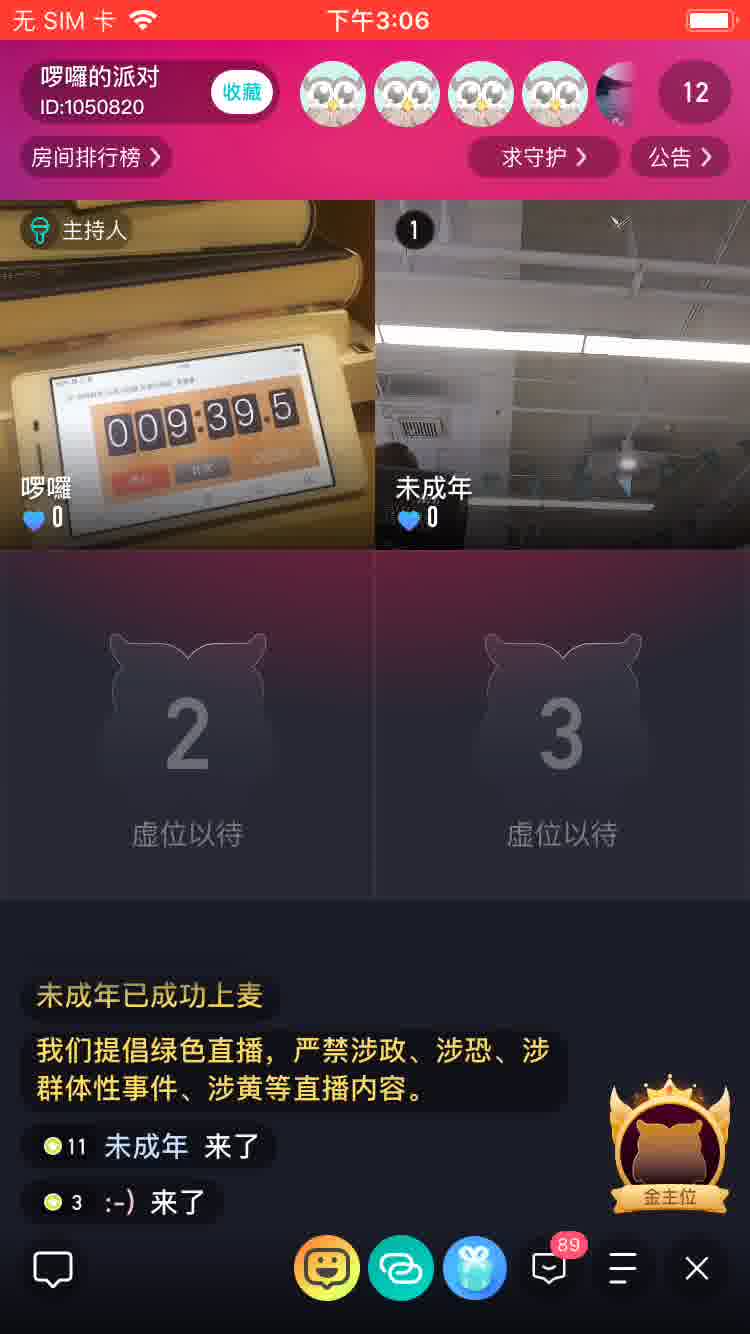 无 SIM 卡
下午3:06
啰囉的派对
ID:1050820
收藏
12
房间排行榜
求守护
公告
主持人
1
009:39.5
啰囉
0
未成年
0
2
3
虚位以待
虚位以待
未成年已成功上麦
我们提倡绿色直播，严禁涉政、涉恐、涉
群体性事件、涉黄等直播内容。
11 未成年 来了
3 :-) 来了
金主位
89